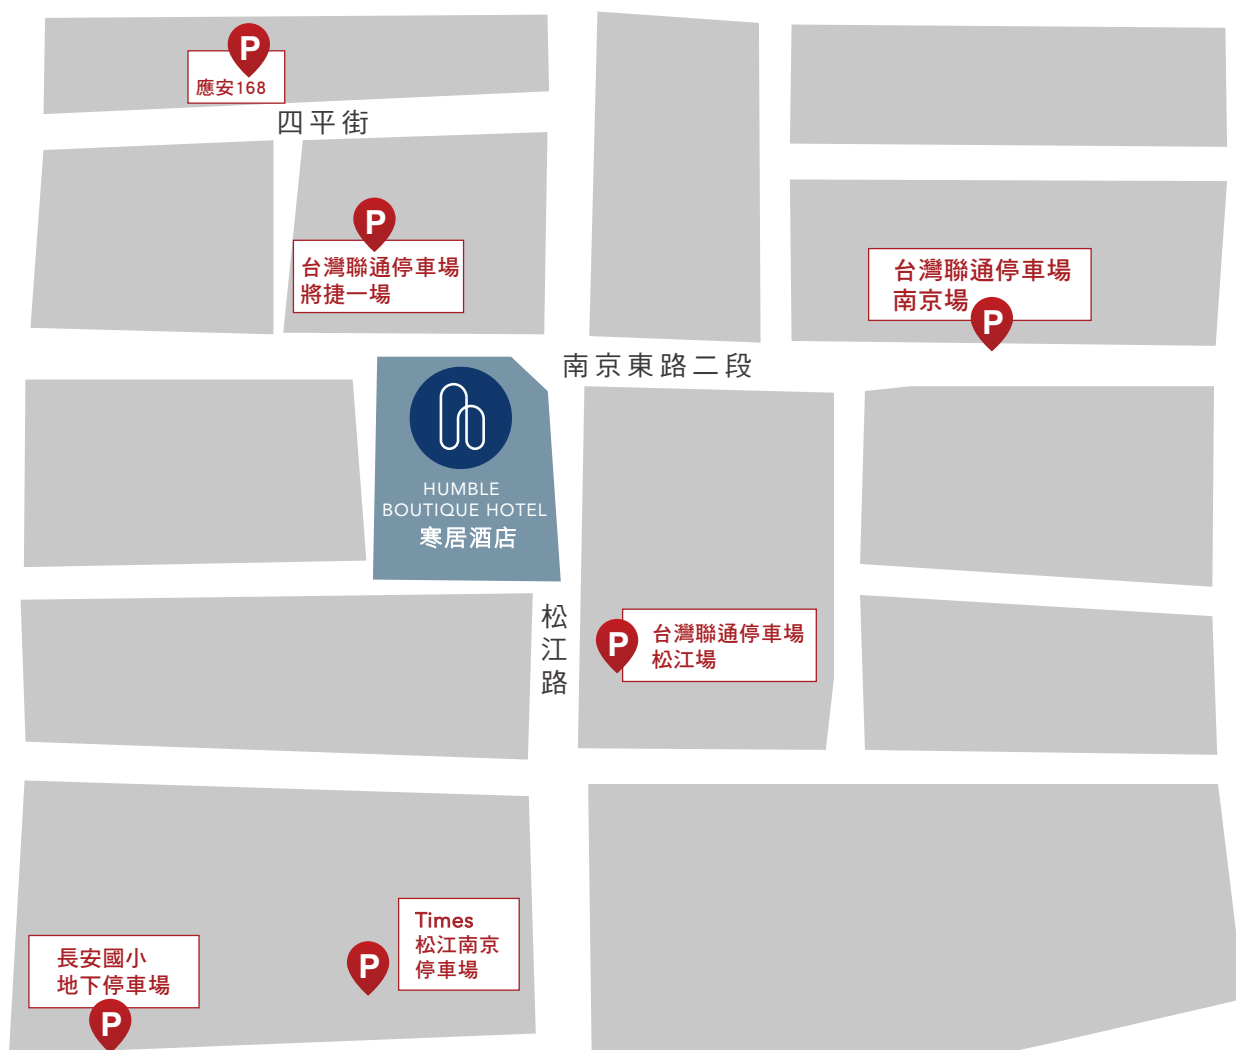 P
應安168
四平街
P
台灣聯通停車場
將捷一場
台灣聯通停車場
南京場
P
南京東路二段
HUMBLE
BOUTIQUE HOTEL
寒居酒店
松江路
P
台灣聯通停車場
松江場
Times
松江南京
停車場
P
長安國小
地下停車場
P